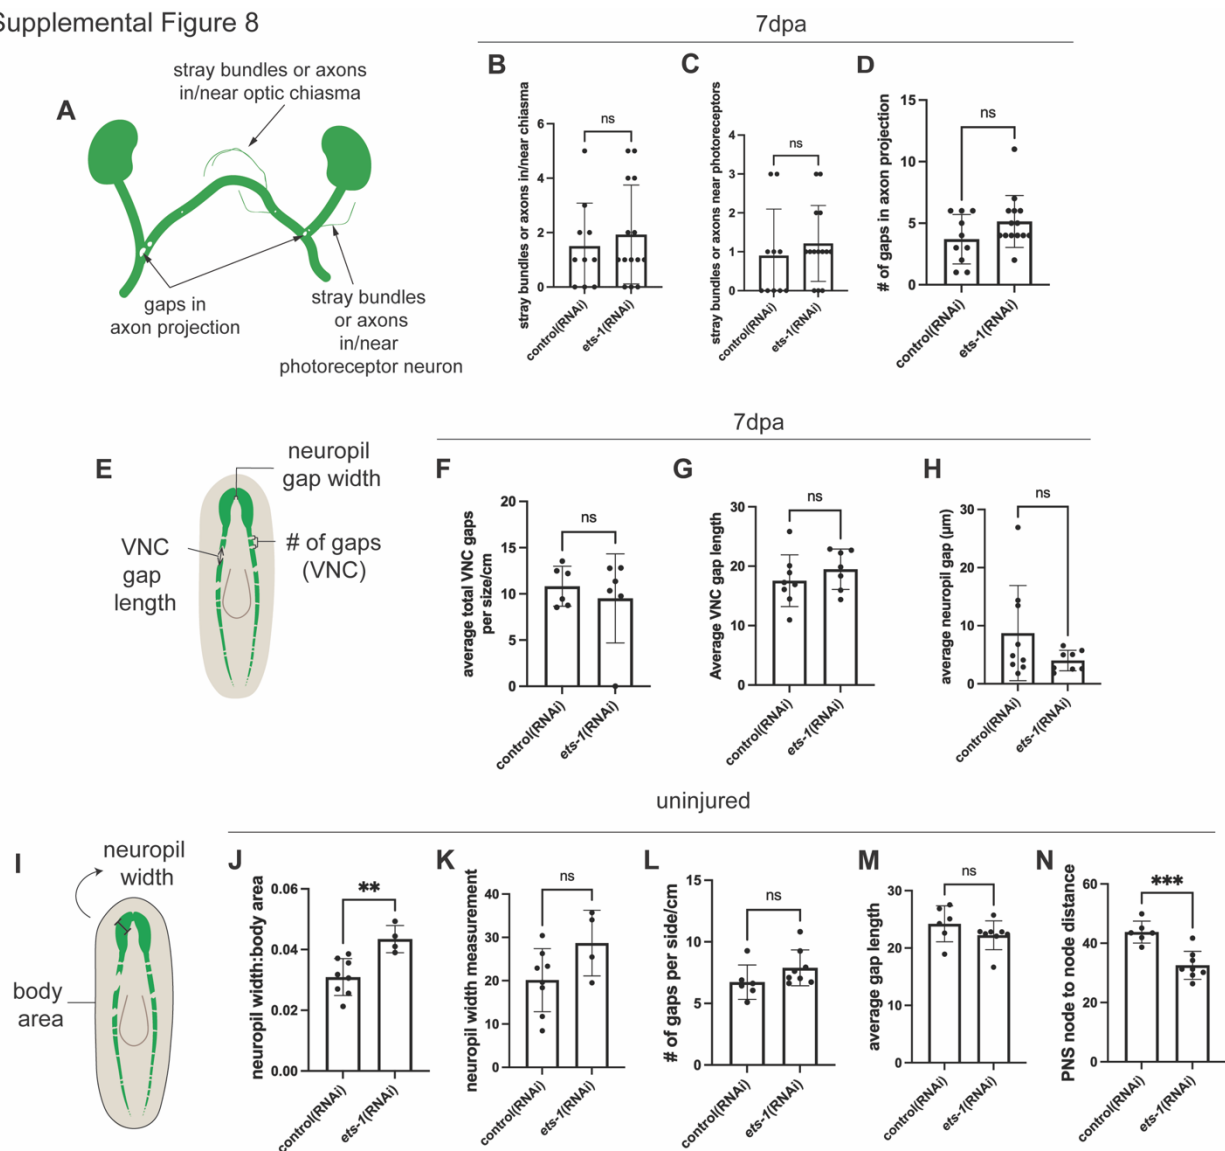 Supplemental Figure 8
7dpa
A
stray bundles or axons
in/near optic chiasma
gaps in
axon projection
stray bundles
or axons
in/near
photoreceptor neuron
B
stray bundles or axons in/near chiasma
6
4
2
0
ns
control(RNAi)
ets-1(RNAi)
C
stray bundles or axons near photoreceptors
4
3
2
1
0
ns
control(RNAi)
ets-1(RNAi)
D
# of gaps in axon projection
15
10
5
0
ns
control(RNAi)
ets-1(RNAi)
7dpa
E
neuropil
gap width
VNC
gap
length
# of gaps
(VNC)
F
average total VNC gaps
per size/cm
20
15
10
5
0
ns
control(RNAi)
ets-1(RNAi)
G
Average VNC gap length
30
20
10
0
ns
control(RNAi)
ets-1(RNAi)
H
average neuropil gap (µm)
30
20
10
0
ns
control(RNAi)
ets-1(RNAi)
uninjured
I
neuropil
width
body
area
J
neuropil width:body area
0.06
0.04
0.02
0.00
**
control(RNAi)
ets-1(RNAi)
K
neuropil width measurement
40
30
20
10
0
ns
control(RNAi)
ets-1(RNAi)
L
# of gaps per side/cm
15
10
5
0
ns
control(RNAi)
ets-1(RNAi)
M
average gap length
30
20
10
0
ns
control(RNAi)
ets-1(RNAi)
N
PNS node to node distance
60
40
20
0
***
control(RNAi)
ets-1(RNAi)